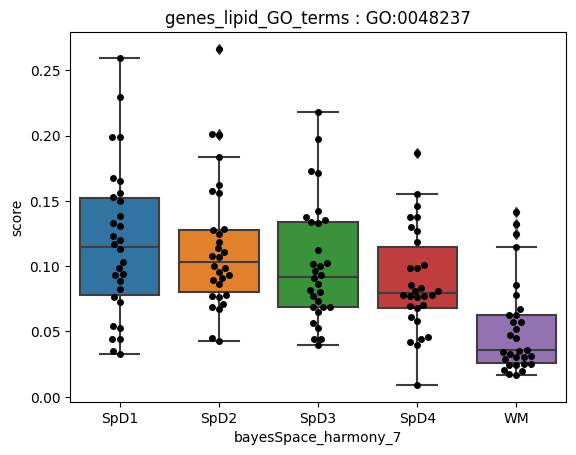 genes_lipid_GO_terms : GO:0048237
score
0.25
0.20
0.15
0.10
0.05
0.00
SpD1 SpD2 SpD3 SpD4 WM
bayesSpace_harmony_7